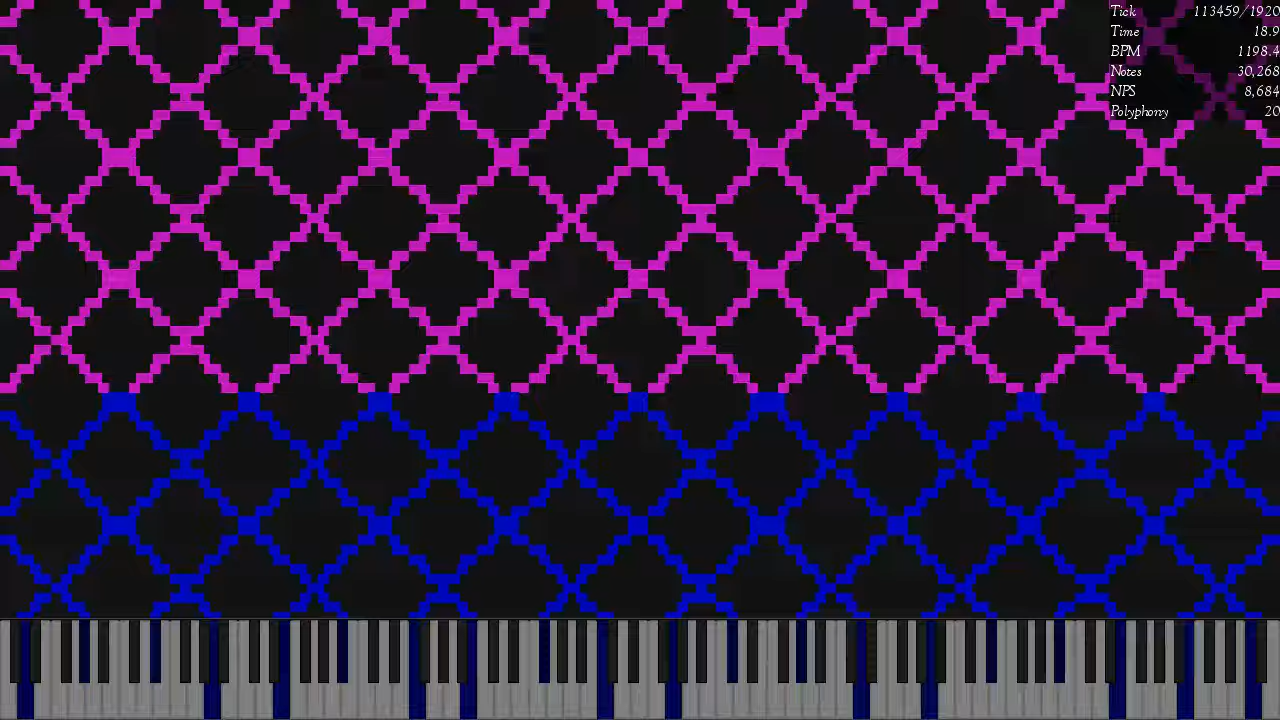 Tick 113459/1920
Time 18.9
BPM 1198.4
Notes 30,268
NPS 8,684
Polyphony 20